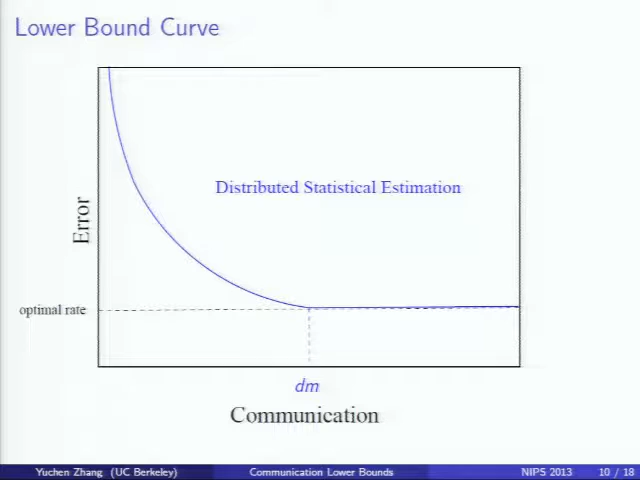 Lower Bound Curve
Distributed Statistical Estimation
Error
optimal rate
dm
Communication
Yuchen Zhang (UC Berkeley) Communication Lower Bounds NIPS 2013 10 / 18